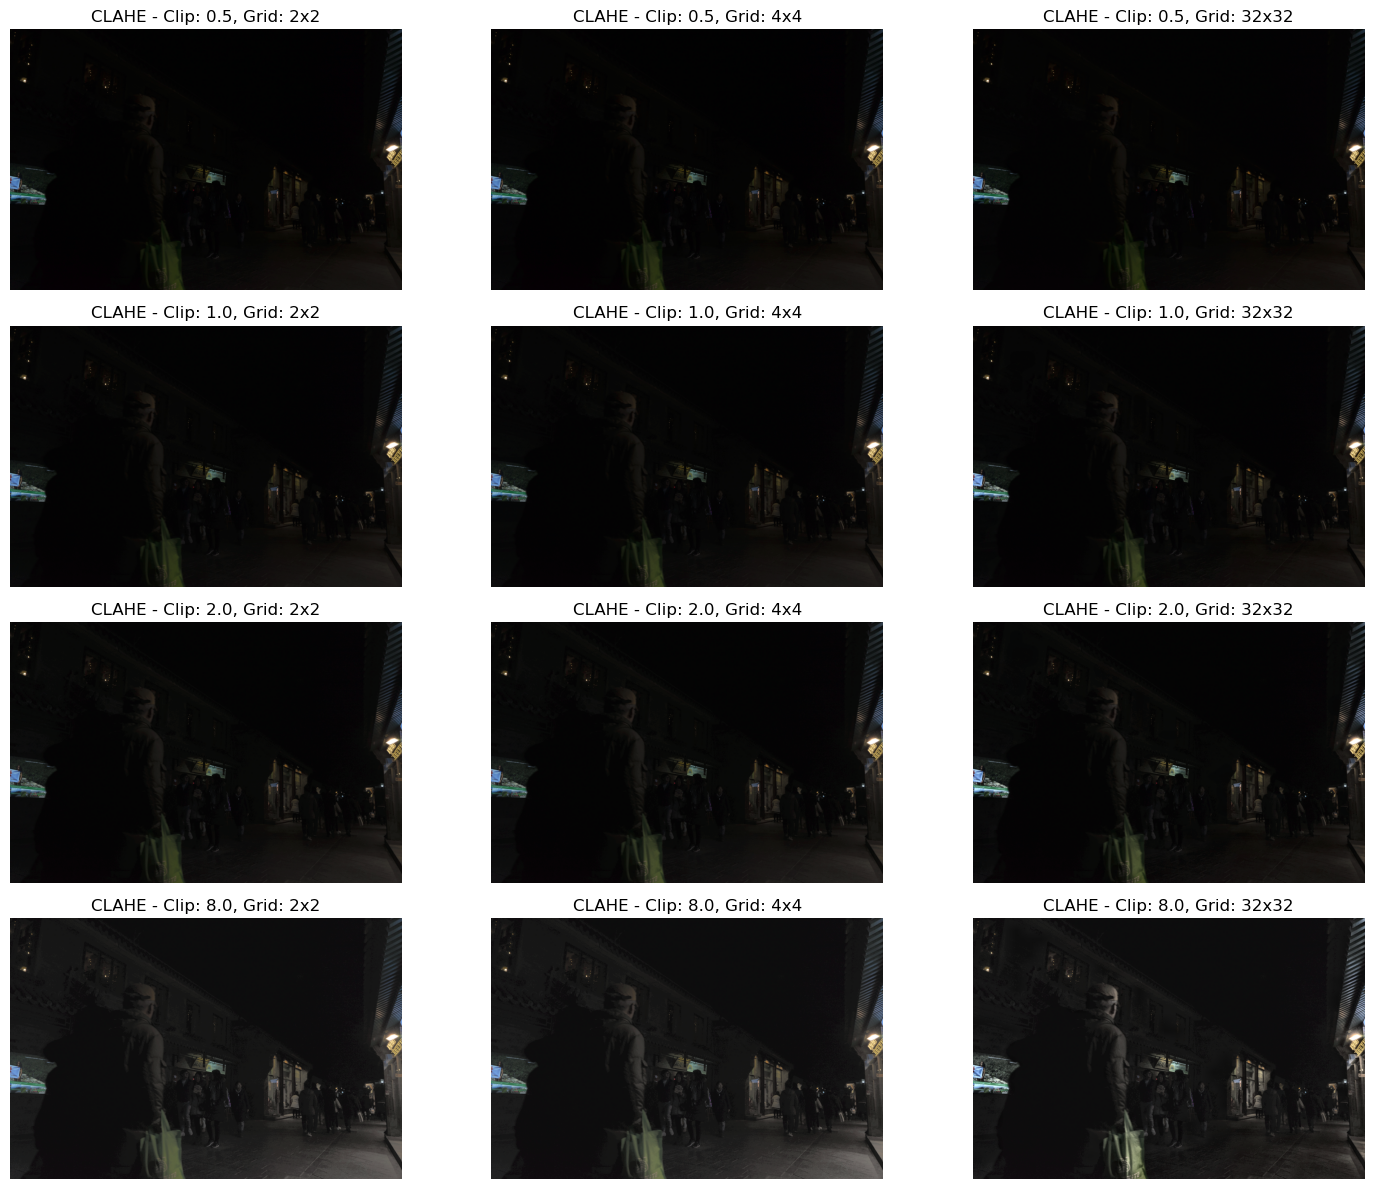 CLAHE - Clip: 0.5, Grid: 2x2
CLAHE - Clip: 0.5, Grid: 4x4
CLAHE - Clip: 0.5, Grid: 32x32
CLAHE - Clip: 1.0, Grid: 2x2
CLAHE - Clip: 1.0, Grid: 4x4
CLAHE - Clip: 1.0, Grid: 32x32
CLAHE - Clip: 2.0, Grid: 2x2
CLAHE - Clip: 2.0, Grid: 4x4
CLAHE - Clip: 2.0, Grid: 32x32
CLAHE - Clip: 8.0, Grid: 2x2
CLAHE - Clip: 8.0, Grid: 4x4
CLAHE - Clip: 8.0, Grid: 32x32